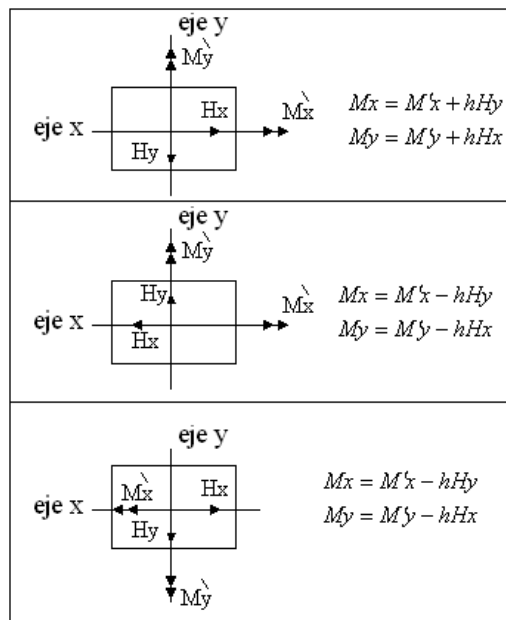 eje y
M`y
Hx
M`x
eje x
Hy
Mx = M'x + hHy
My = M'y + hHx
eje y
M`y
Hy
M`x
eje x
Hx
Mx = M'x − hHy
My = M'y − hHx
eje y
M`x
Hx
eje x
Hy
M`y
Mx = M'x − hHy
My = M'y − hHx